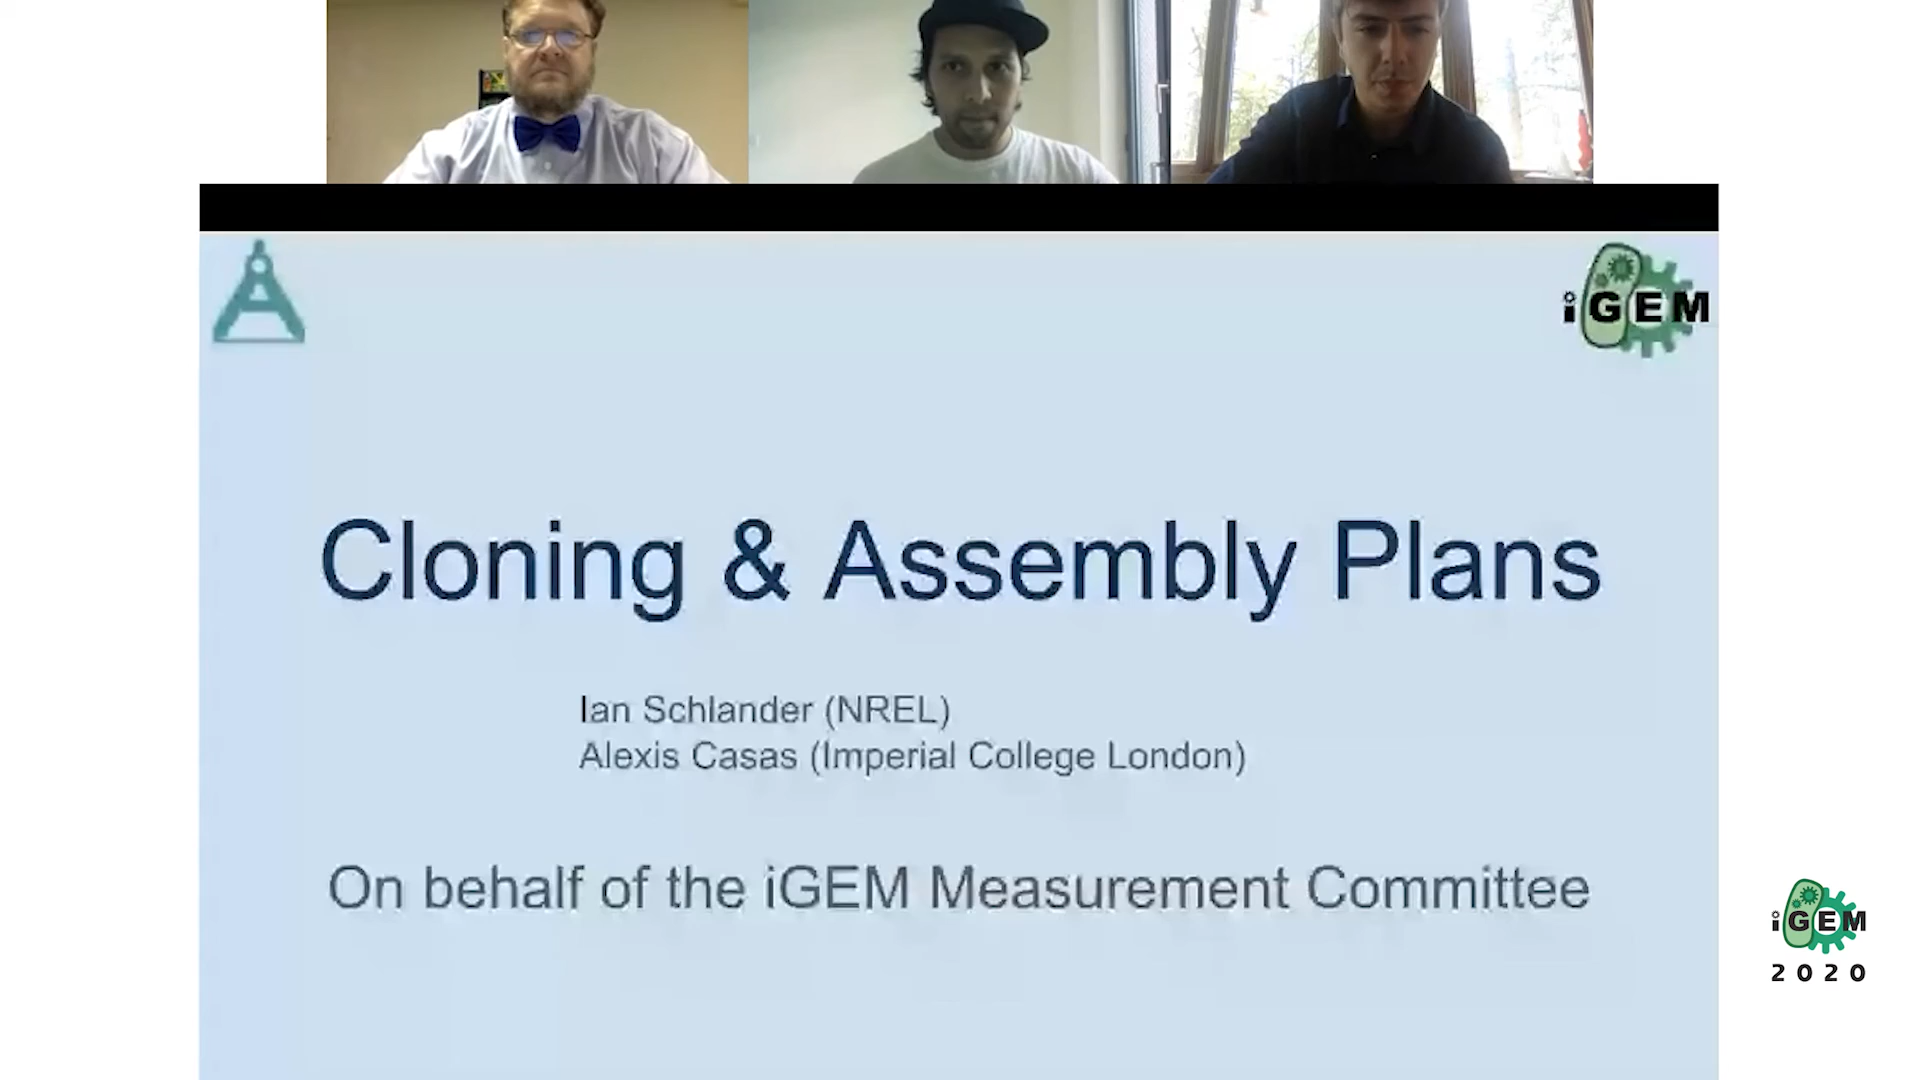 iGEM
Cloning & Assembly Plans
Ian Schlander (NREL)
Alexis Casas (Imperial College London)
On behalf of the iGEM Measurement Committee
iGEM
2020